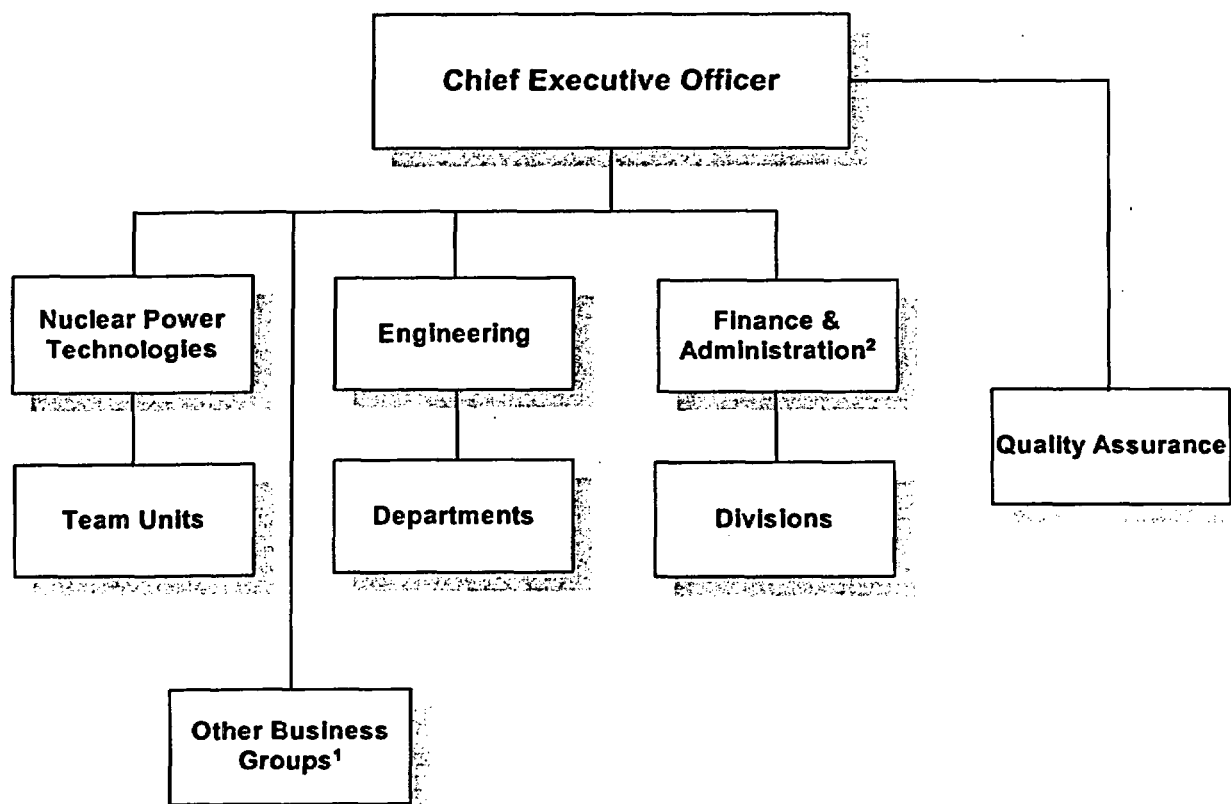 Chief Executive Officer
Nuclear Power
Technologies
Engineering
Finance &
Administration²
Quality Assurance
Team Units
Departments
Divisions
Other Business
Groups¹